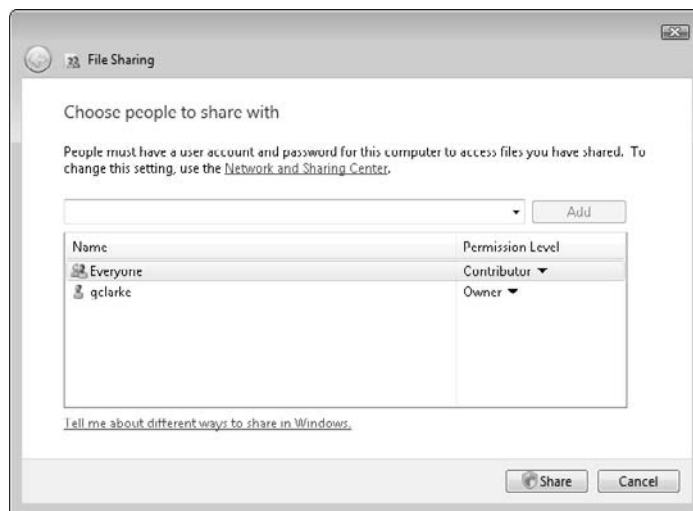 File Sharing
Choose people to share with
People must have a user account and password for this computer to access files you have shared. To
change this setting, use the Network and Sharing Center.
Add
Name Permission Level
Everyone Contributor
gclarke Owner
Tell me about different ways to share in Windows.
Share Cancel